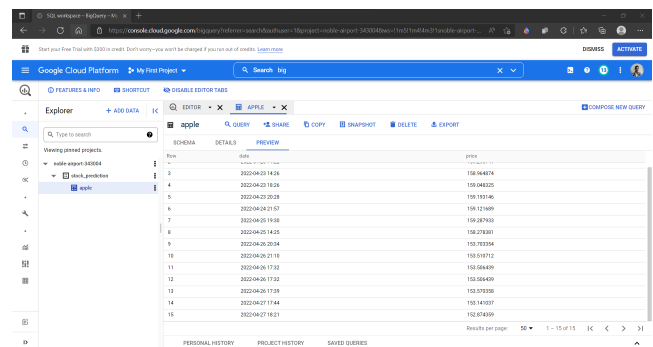 SQL workspace – BigQuery – My
https://console.cloud.google.com/bigquery?referrer=search&authuser=1&project=noble-airport-343004&ws=!1m5!1m4!4m3!1snoble-airport-...
Start your Free Trial with $300 in credit. Don't worry—you won't be charged if you run out of credits. Learn more
DISMISS
ACTIVATE
Google Cloud Platform
My First Project
Search big
FEATURES & INFO
SHORTCUT
DISABLE EDITOR TABS
Explorer
+ ADD DATA
Type to search
Viewing pinned projects.
noble-airport-343004
stock_prediction
apple
EDITOR
APPLE
COMPOSE NEW QUERY
apple
QUERY
SHARE
COPY
SNAPSHOT
DELETE
EXPORT
SCHEMA
DETAILS
PREVIEW
Row date price
3 2022-04-23 14:26 158.964874
4 2022-04-23 18:26 159.048325
5 2022-04-23 20:28 159.193146
6 2022-04-24 21:57 159.121689
7 2022-04-25 19:30 159.287933
8 2022-04-25 14:25 158.278381
9 2022-04-26 20:34 153.703354
10 2022-04-26 21:10 153.510712
11 2022-04-26 17:32 153.506439
12 2022-04-26 17:32 153.506439
13 2022-04-26 17:39 153.570358
14 2022-04-27 17:44 153.141037
15 2022-04-27 18:21 152.874359
Results per page: 50 1 – 15 of 15
PERSONAL HISTORY
PROJECT HISTORY
SAVED QUERIES